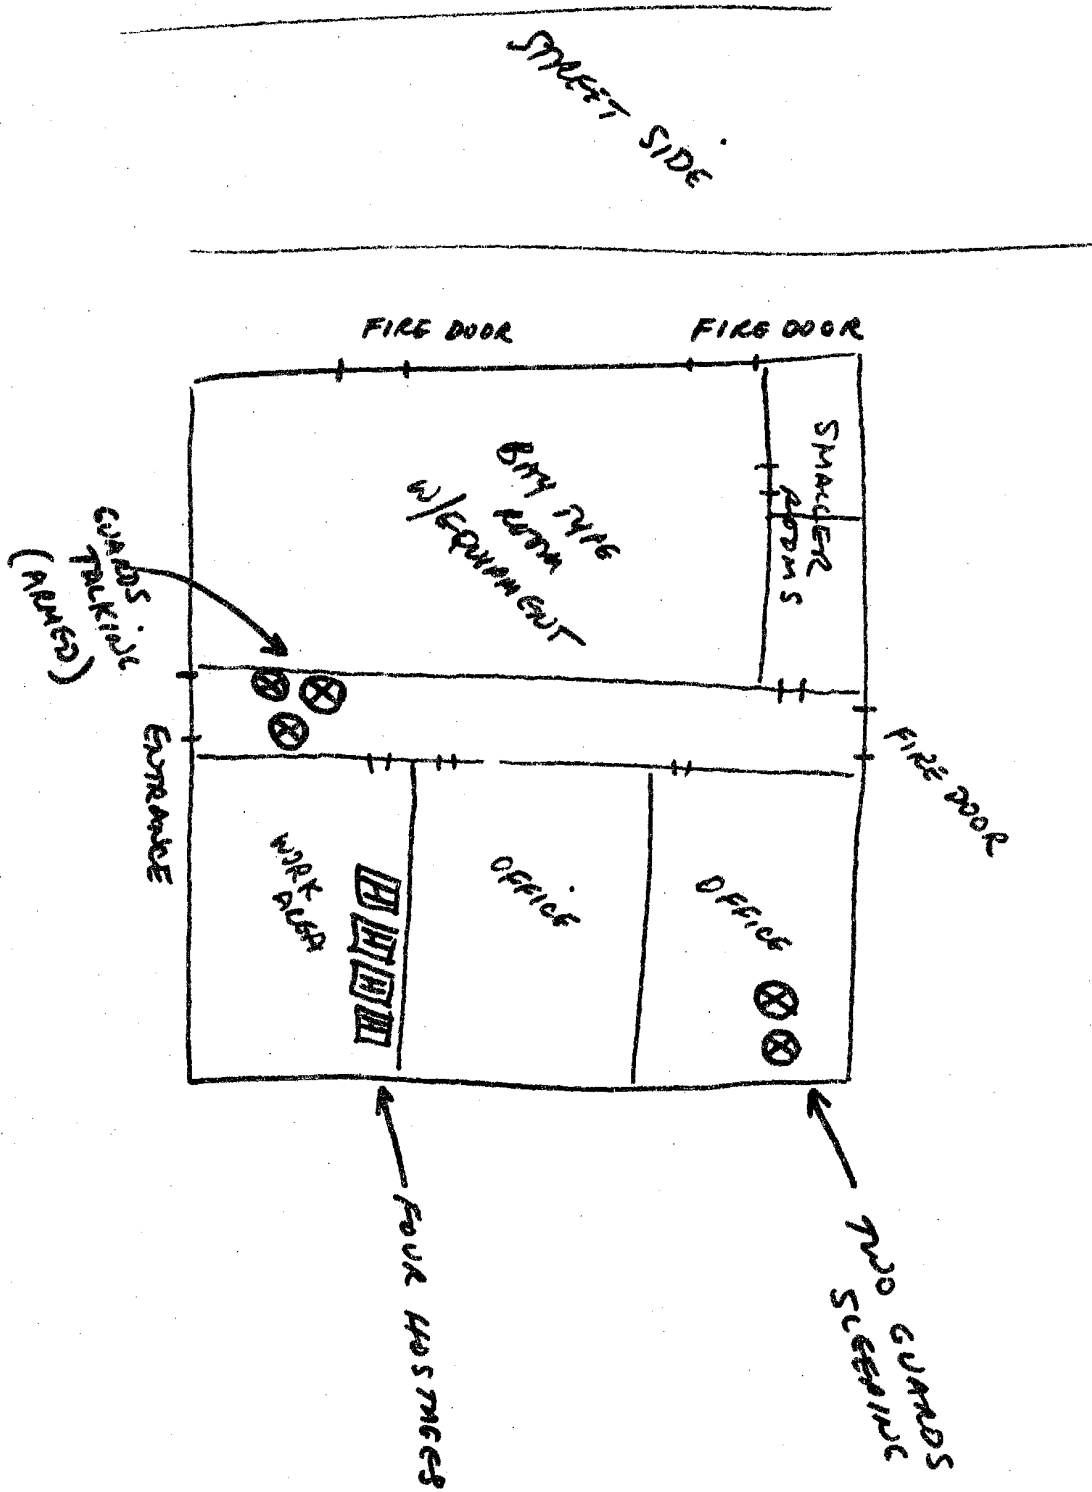 STREET SIDE
FIRE DOOR
FIRE DOOR
SMALLER
ROOMS
BAY TYPE
ROOM
W/EQUIPMENT
GUARDS
TALKING
(ARMED)
ENTRANCE
FIRE DOOR
WORK
AREA
H H H H
OFFICE
OFFICE
FOUR HOSTAGES
TWO GUARDS
SLEEPING